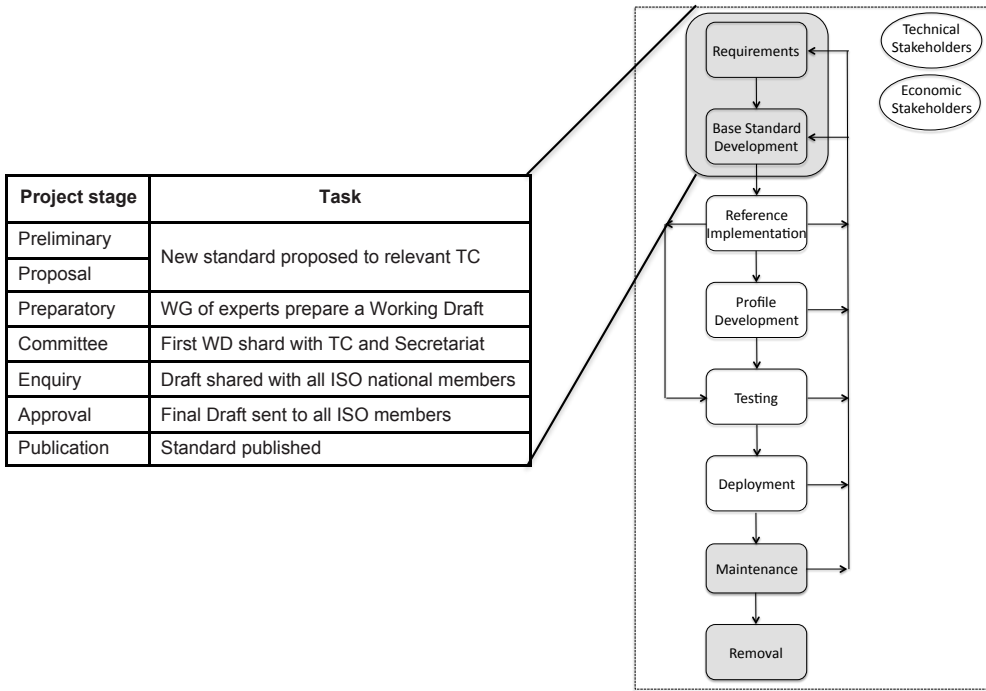 Project stage
Task
Preliminary
Proposal
New standard proposed to relevant TC
Preparatory
WG of experts prepare a Working Draft
Committee
First WD shard with TC and Secretariat
Enquiry
Draft shared with all ISO national members
Approval
Final Draft sent to all ISO members
Publication
Standard published
Requirements
Base Standard
Development
Reference
Implementation
Profile
Development
Testing
Deployment
Maintenance
Removal
Technical
Stakeholders
Economic
Stakeholders